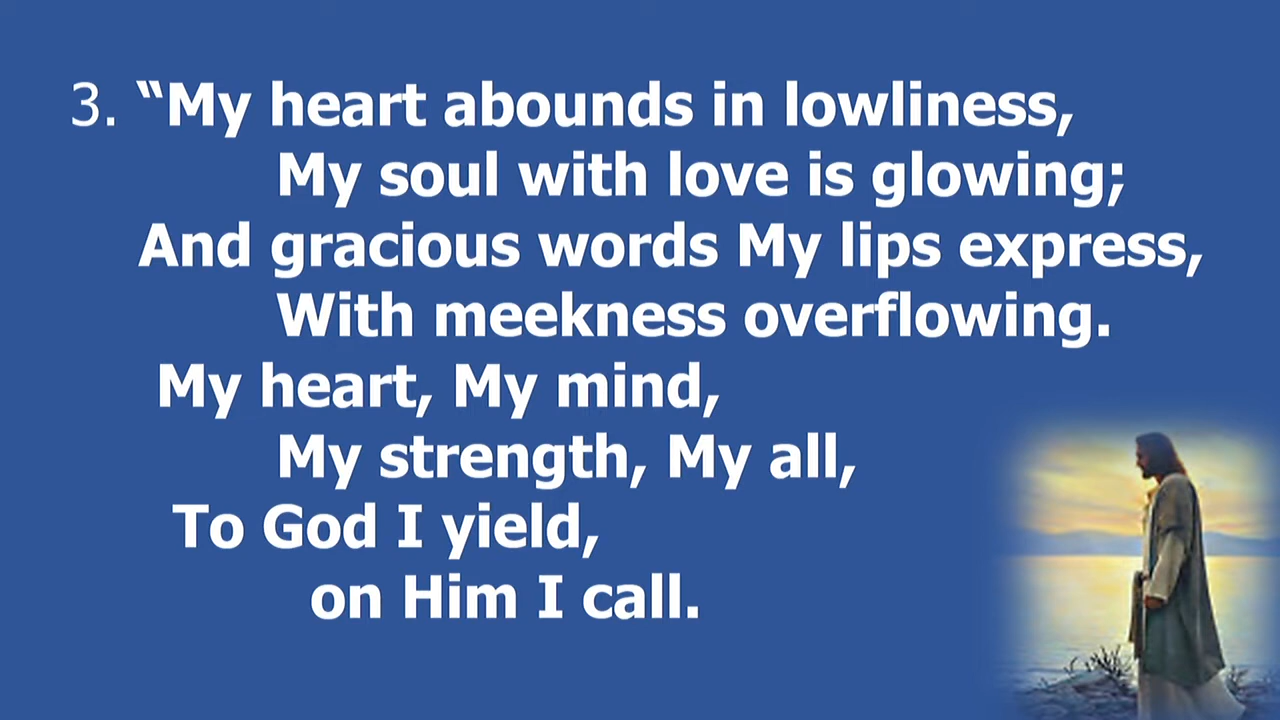 3. “My heart abounds in lowliness,
My soul with love is glowing;
And gracious words My lips express,
With meekness overflowing.
My heart, My mind,
My strength, My all,
To God I yield,
on Him I call.